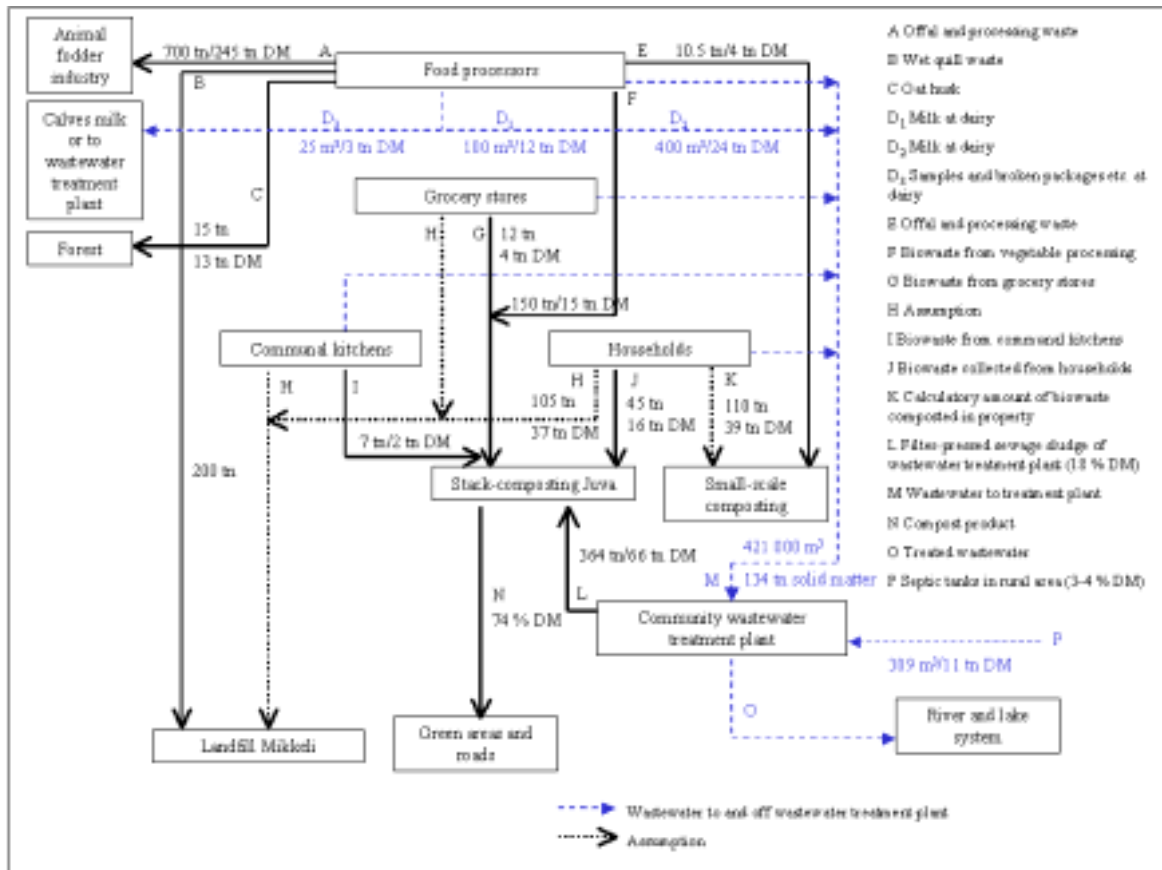 Animal
fodder
industry
700 tn/245 tn DM
A
B
Food processors
E
10.5 tn/4 tn DM
F
Calves milk
or to
wastewater
treatment
plant
25 m³/3 tn DM
100 m³/12 tn DM
400 m³/24 tn DM
C
Grocery stores
Forest
15 tn
13 tn DM
H
G
12 tn
4 tn DM
150 tn/15 tn DM
Communal kitchens
Households
H
I
H
105 tn
37 tn DM
J
45 tn
16 tn DM
K
110 tn
39 tn DM
7 tn/2 tn DM
200 tn
Stack-composting Juva
Small-scale
composting
364 tn/66 tn DM
421 000 m³
M
134 tn solid matter
N
74 % DM
L
Community wastewater
treatment plant
P
309 m³/11 tn DM
O
River and lake
system
Landfill Mikkeli
Green areas and
roads
Wastewater to and off wastewater treatment plant
Assumption
A Offal and processing waste
B Wet quill waste
C Oat husk
D₁ Milk at dairy
D₂ Milk at dairy
Samples and broken packages etc. at
dairy
E Offal and processing waste
F Biowaste from vegetable processing
G Biowaste from grocery stores
H Assumption
I Biowaste from communal kitchens
J Biowaste collected from households
K Calculatory amount of biowaste
composted in property
L Filter-pressed sewage sludge of
wastewater treatment plant (18 % DM)
M Wastewater to treatment plant
N Compost product
O Treated wastewater
P Septic tanks in rural area (3-4 % DM)